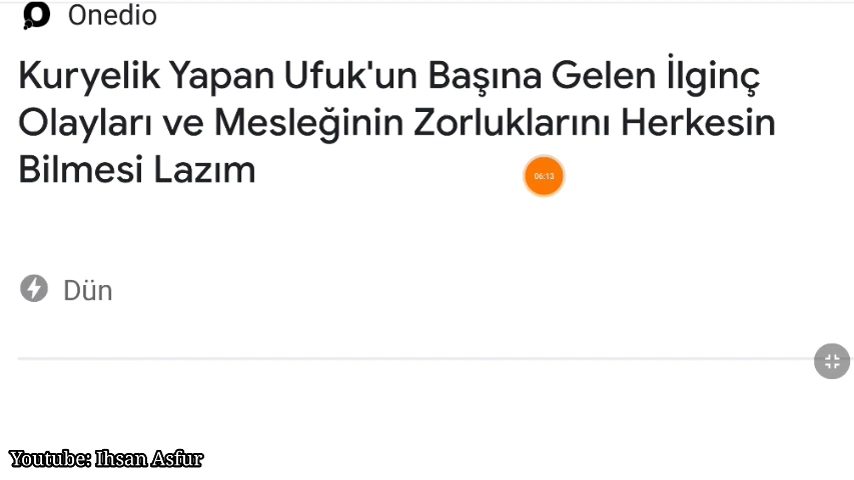 Onedio
Kuryelik Yapan Ufuk'un Başına Gelen İlginç
Olayları ve Mesleğinin Zorluklarını Herkesin
Bilmesi Lazım
06:13
Dün
Youtube: Ihsan Asfur